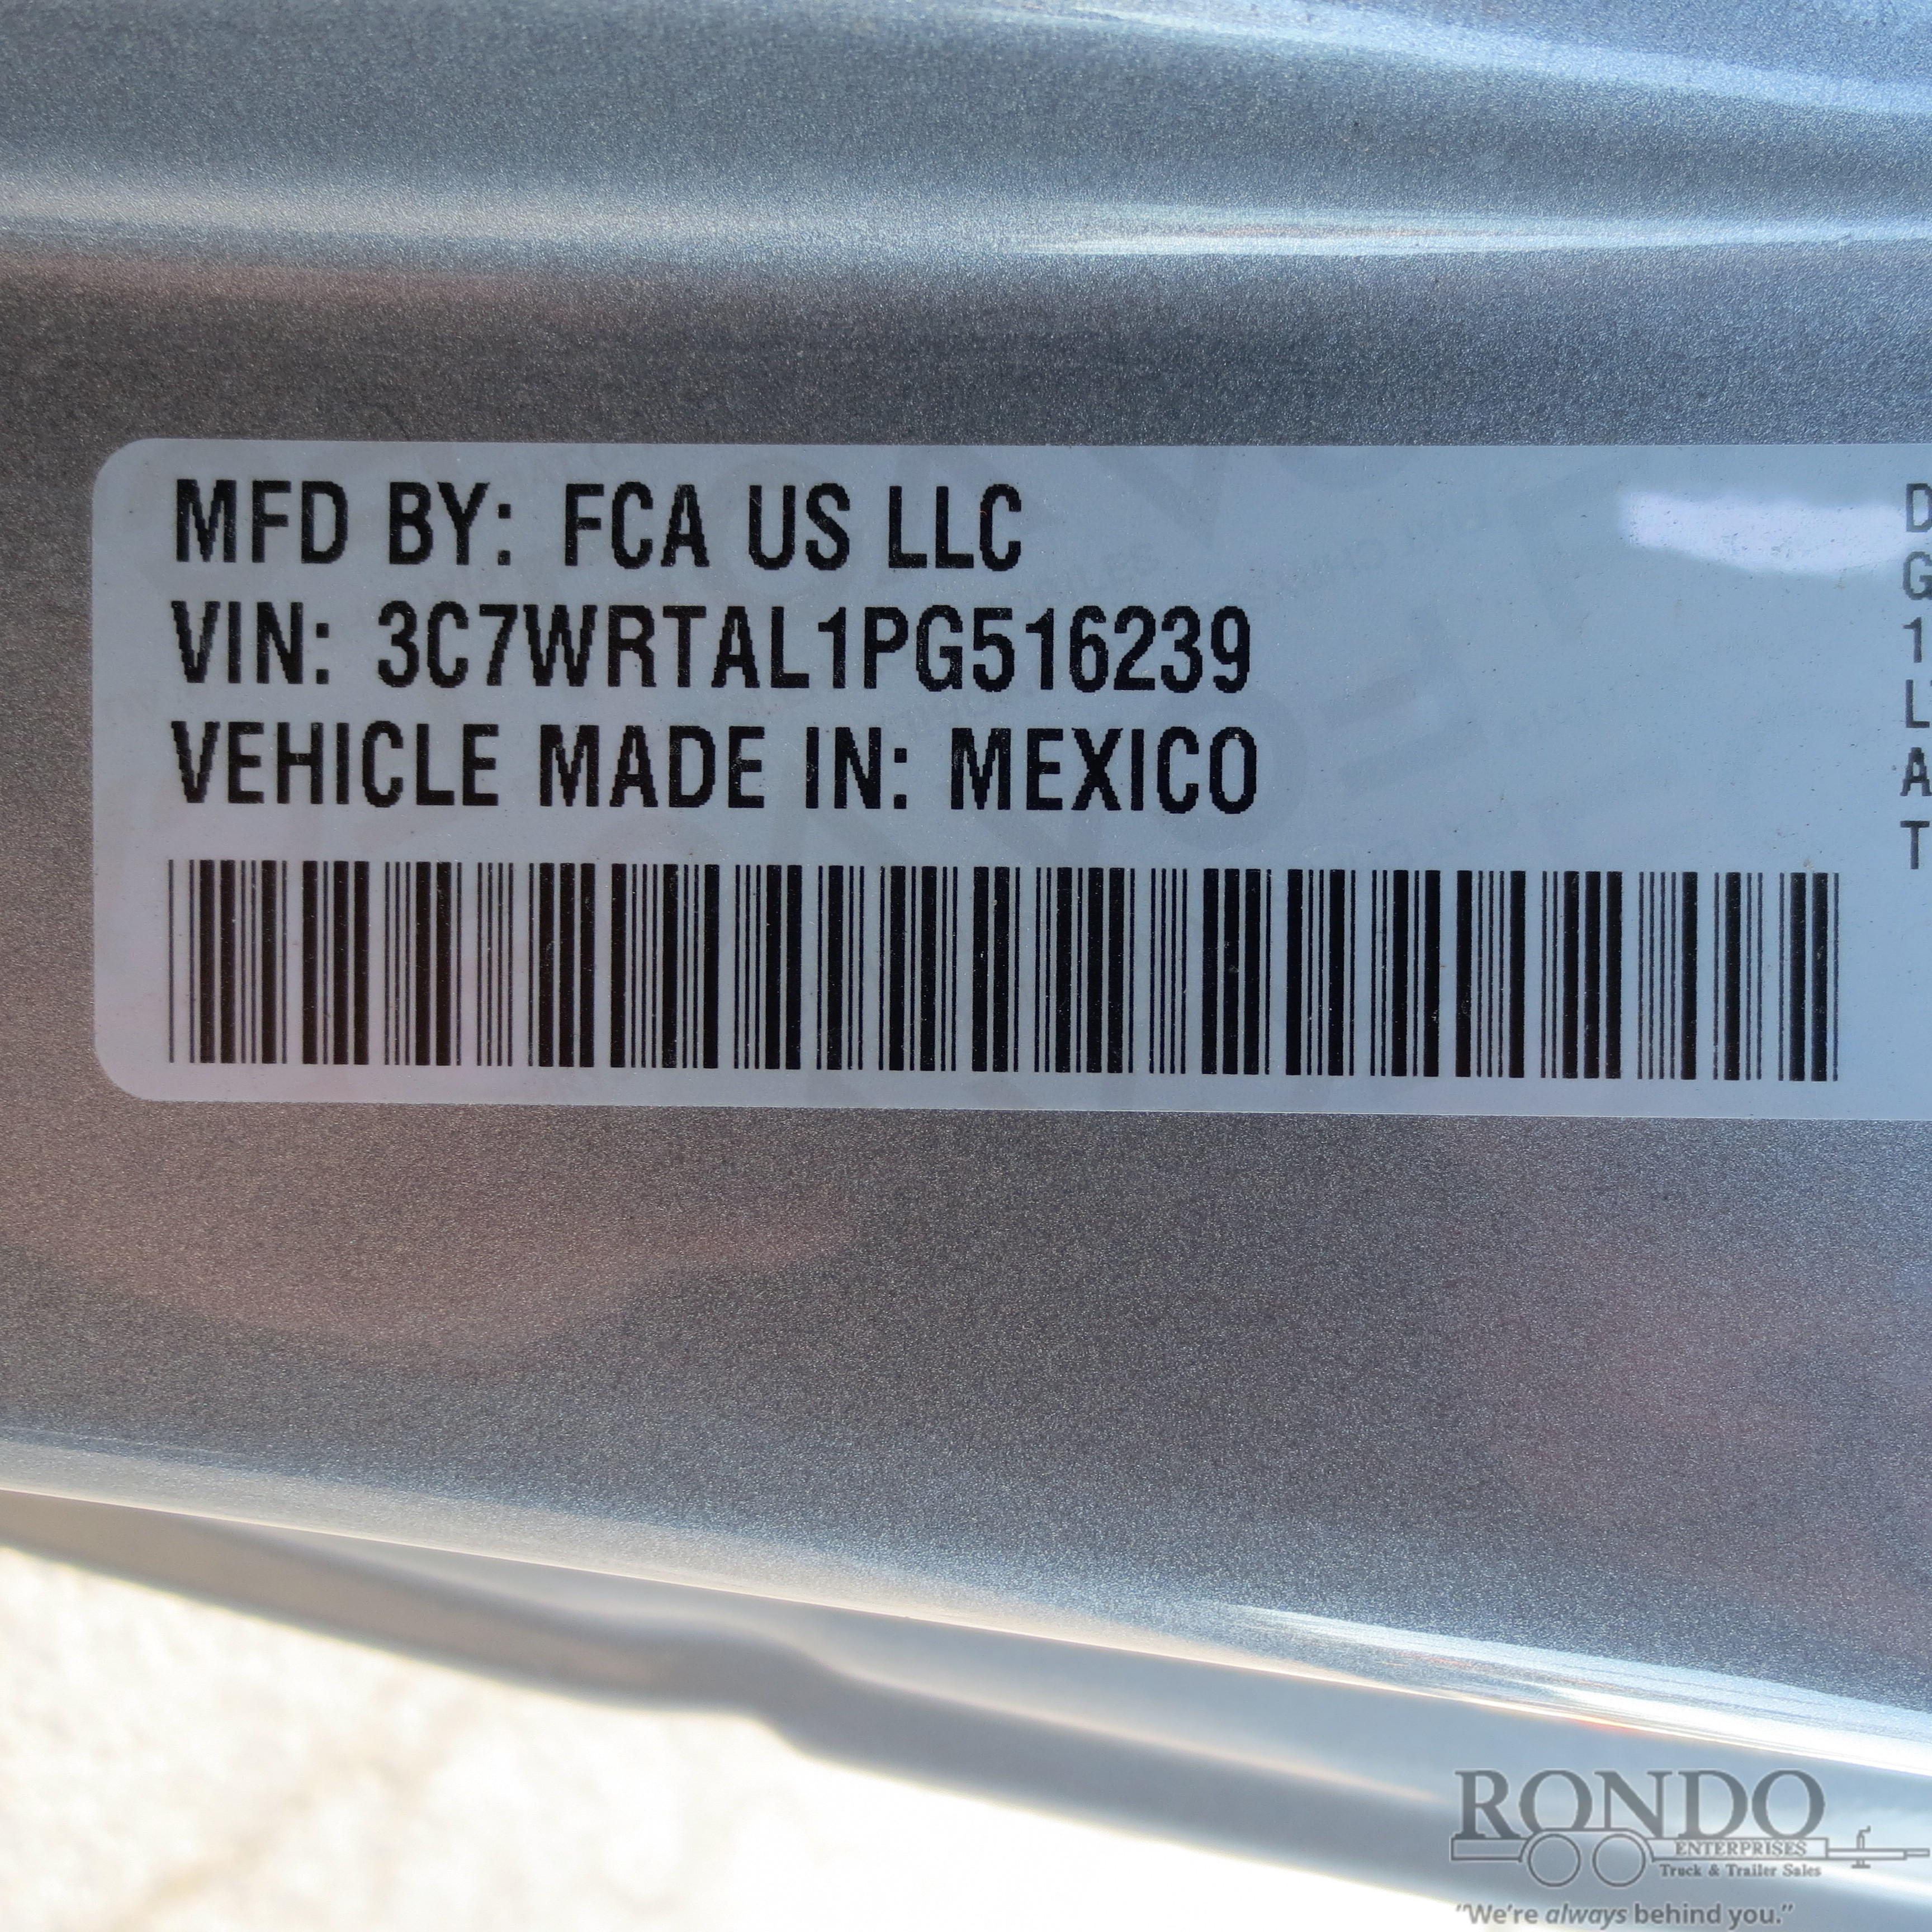 MFD BY: FCA US LLC
VIN: 3C7WRTAL1PG516239
VEHICLE MADE IN: MEXICO
D
G
1
L
A
T
RONDO
ENTERPRISES
Truck & Trailer Sales
"We're always behind you."